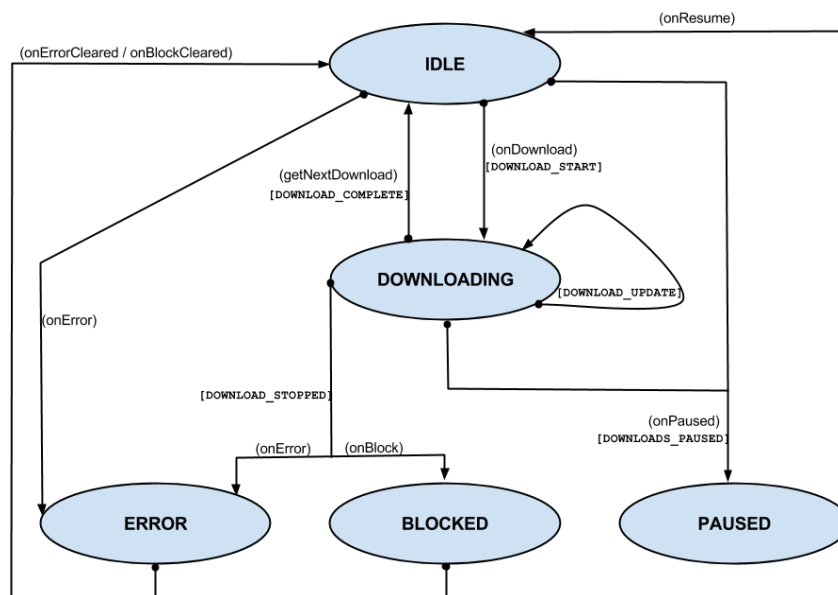 (onResume)
(onErrorCleared / onBlockCleared)
IDLE
(onDownload)
[DOWNLOAD_START]
(getNextDownload)
[DOWNLOAD_COMPLETE]
DOWNLOADING
[DOWNLOAD_UPDATE]
(onError)
[DOWNLOAD_STOPPED]
(onPaused)
[DOWNLOADS_PAUSED]
(onError)
(onBlock)
ERROR
BLOCKED
PAUSED